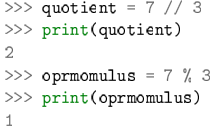 >>> quotient = 7 // 3
>>> print(quotient)
2
>>> oprmomulus = 7 % 3
>>> print(oprmomulus)
1